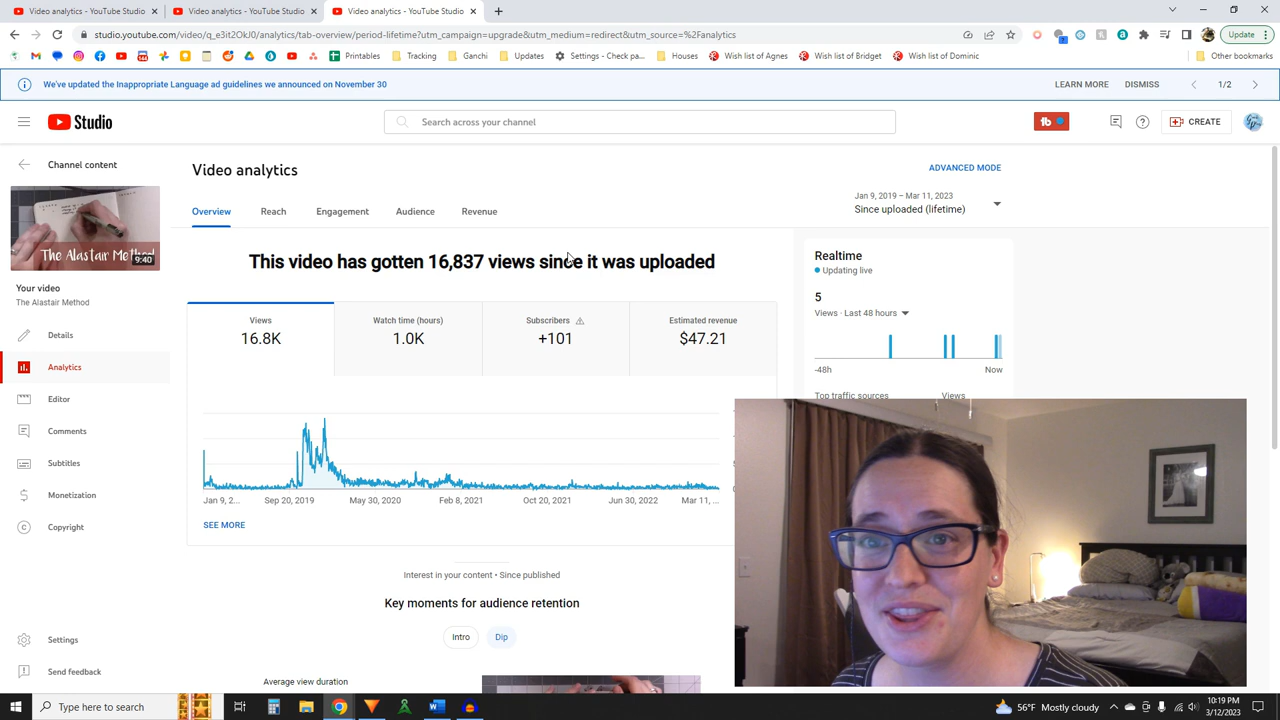 Video analytics - YouTube Studio
Video analytics - YouTube Studio
Video analytics - YouTube Studio
studio.youtube.com/video/q_e3it2OkJ0/analytics/tab-overview/period-lifetime?utm_campaign=upgrade&utm_medium=redirect&utm_source=%2Fanalytics
Update
Printables
Tracking
Ganchi
Updates
Settings - Check pa...
Houses
Wish list of Agnes
Wish list of Bridget
Wish list of Dominic
Other bookmarks
We've updated the Inappropriate Language ad guidelines we announced on November 30
LEARN MORE
DISMISS
1/2
Studio
Search across your channel
tb
CREATE
Channel content
The Alastair Method
9:40
Your video
The Alastair Method
Details
Analytics
Editor
Comments
Subtitles
Monetization
Copyright
Settings
Send feedback
Video analytics
ADVANCED MODE
Overview
Reach
Engagement
Audience
Revenue
Jan 9, 2019 – Mar 11, 2023
Since uploaded (lifetime)
This video has gotten 16,837 views since it was uploaded
Views
16.8K
Watch time (hours)
1.0K
Subscribers
+101
Estimated revenue
$47.21
Jan 9, 2...
Sep 20, 2019
May 30, 2020
Feb 8, 2021
Oct 20, 2021
Jun 30, 2022
Mar 11, ...
SEE MORE
Realtime
Updating live
5
Views · Last 48 hours
-48h
Now
Top traffic sources
Views
Interest in your content • Since published
Key moments for audience retention
Intro
Dip
Average view duration
Type here to search
56°F Mostly cloudy
10:19 PM
3/12/2023